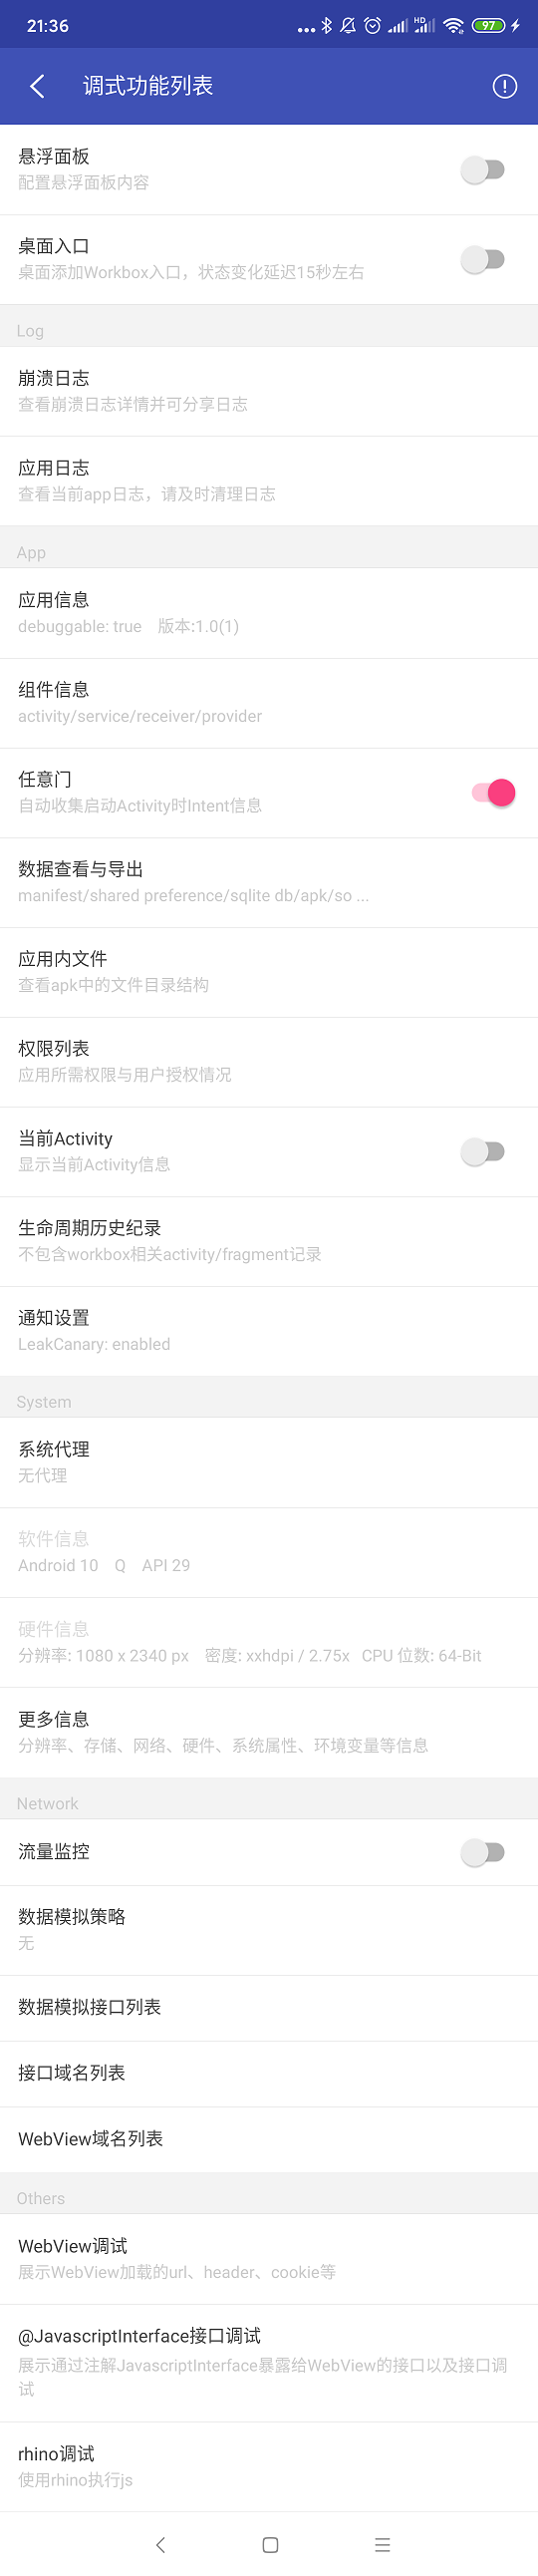 21:36
HD
97
调式功能列表
悬浮面板
配置悬浮面板内容
桌面入口
桌面添加Workbox入口，状态变化延迟15秒左右
Log
崩溃日志
查看崩溃日志详情并可分享日志
应用日志
查看当前app日志，请及时清理日志
App
应用信息
debuggable: true 版本:1.0(1)
组件信息
activity/service/receiver/provider
任意门
自动收集启动Activity时Intent信息
数据查看与导出
manifest/shared preference/sqlite db/apk/so ...
应用内文件
查看apk中的文件目录结构
权限列表
应用所需权限与用户授权情况
当前Activity
显示当前Activity信息
生命周期历史纪录
不包含workbox相关activity/fragment记录
通知设置
LeakCanary: enabled
System
系统代理
无代理
软件信息
Android 10 Q API 29
硬件信息
分辨率: 1080 x 2340 px 密度: xxhdpi / 2.75x CPU 位数: 64-Bit
更多信息
分辨率、存储、网络、硬件、系统属性、环境变量等信息
Network
流量监控
数据模拟策略
无
数据模拟接口列表
接口域名列表
WebView域名列表
Others
WebView调试
展示WebView加载的url、header、cookie等
@JavascriptInterface接口调试
展示通过注解JavascriptInterface暴露给WebView的接口以及接口调
试
rhino调试
使用rhino执行js